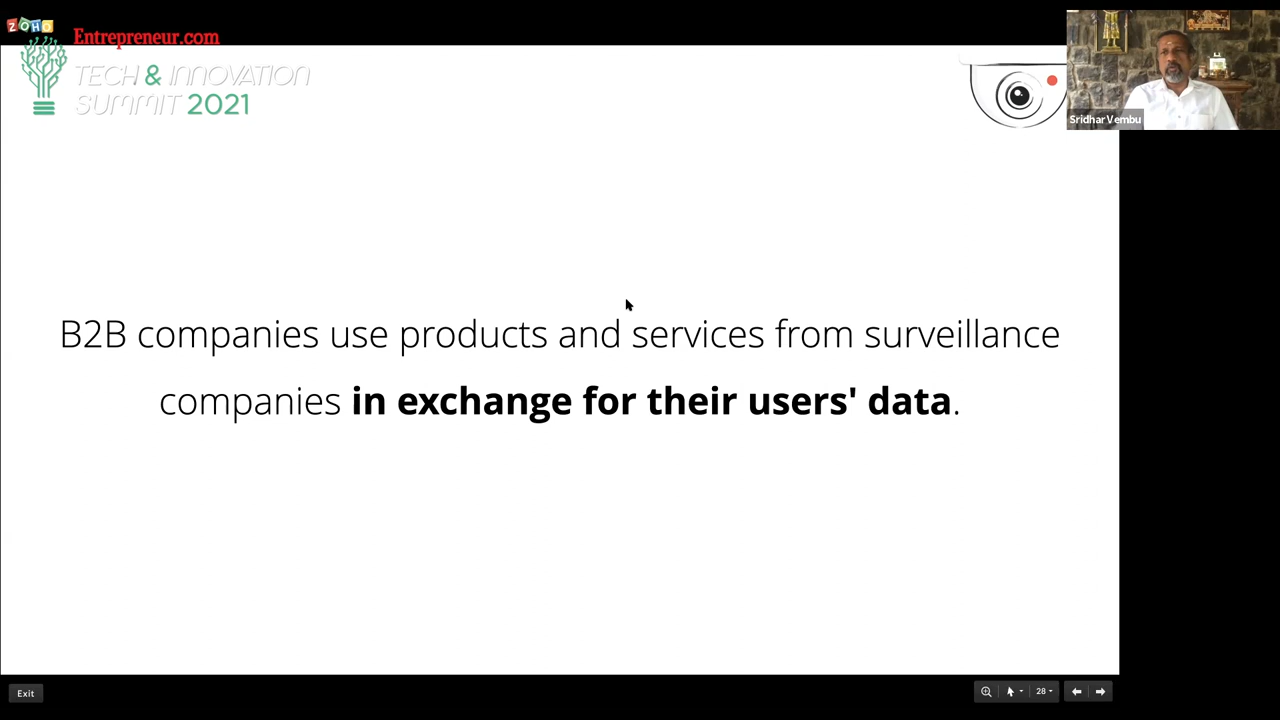 ZOHO
Entrepreneur.com
TECH & INNOVATION
SUMMIT 2021
Sridhar Vembu
B2B companies use products and services from surveillance
companies in exchange for their users' data.
Exit
28